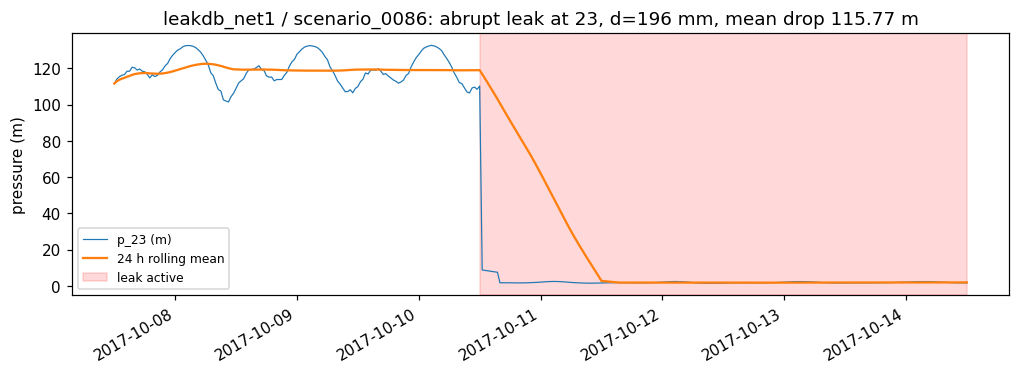 leakdb_net1 / scenario_0086: abrupt leak at 23, d=196 mm, mean drop 115.77 m
pressure (m)
120
100
80
60
40
20
0
p_23 (m)
24 h rolling mean
leak active
2017-10-08
2017-10-09
2017-10-10
2017-10-11
2017-10-12
2017-10-13
2017-10-14